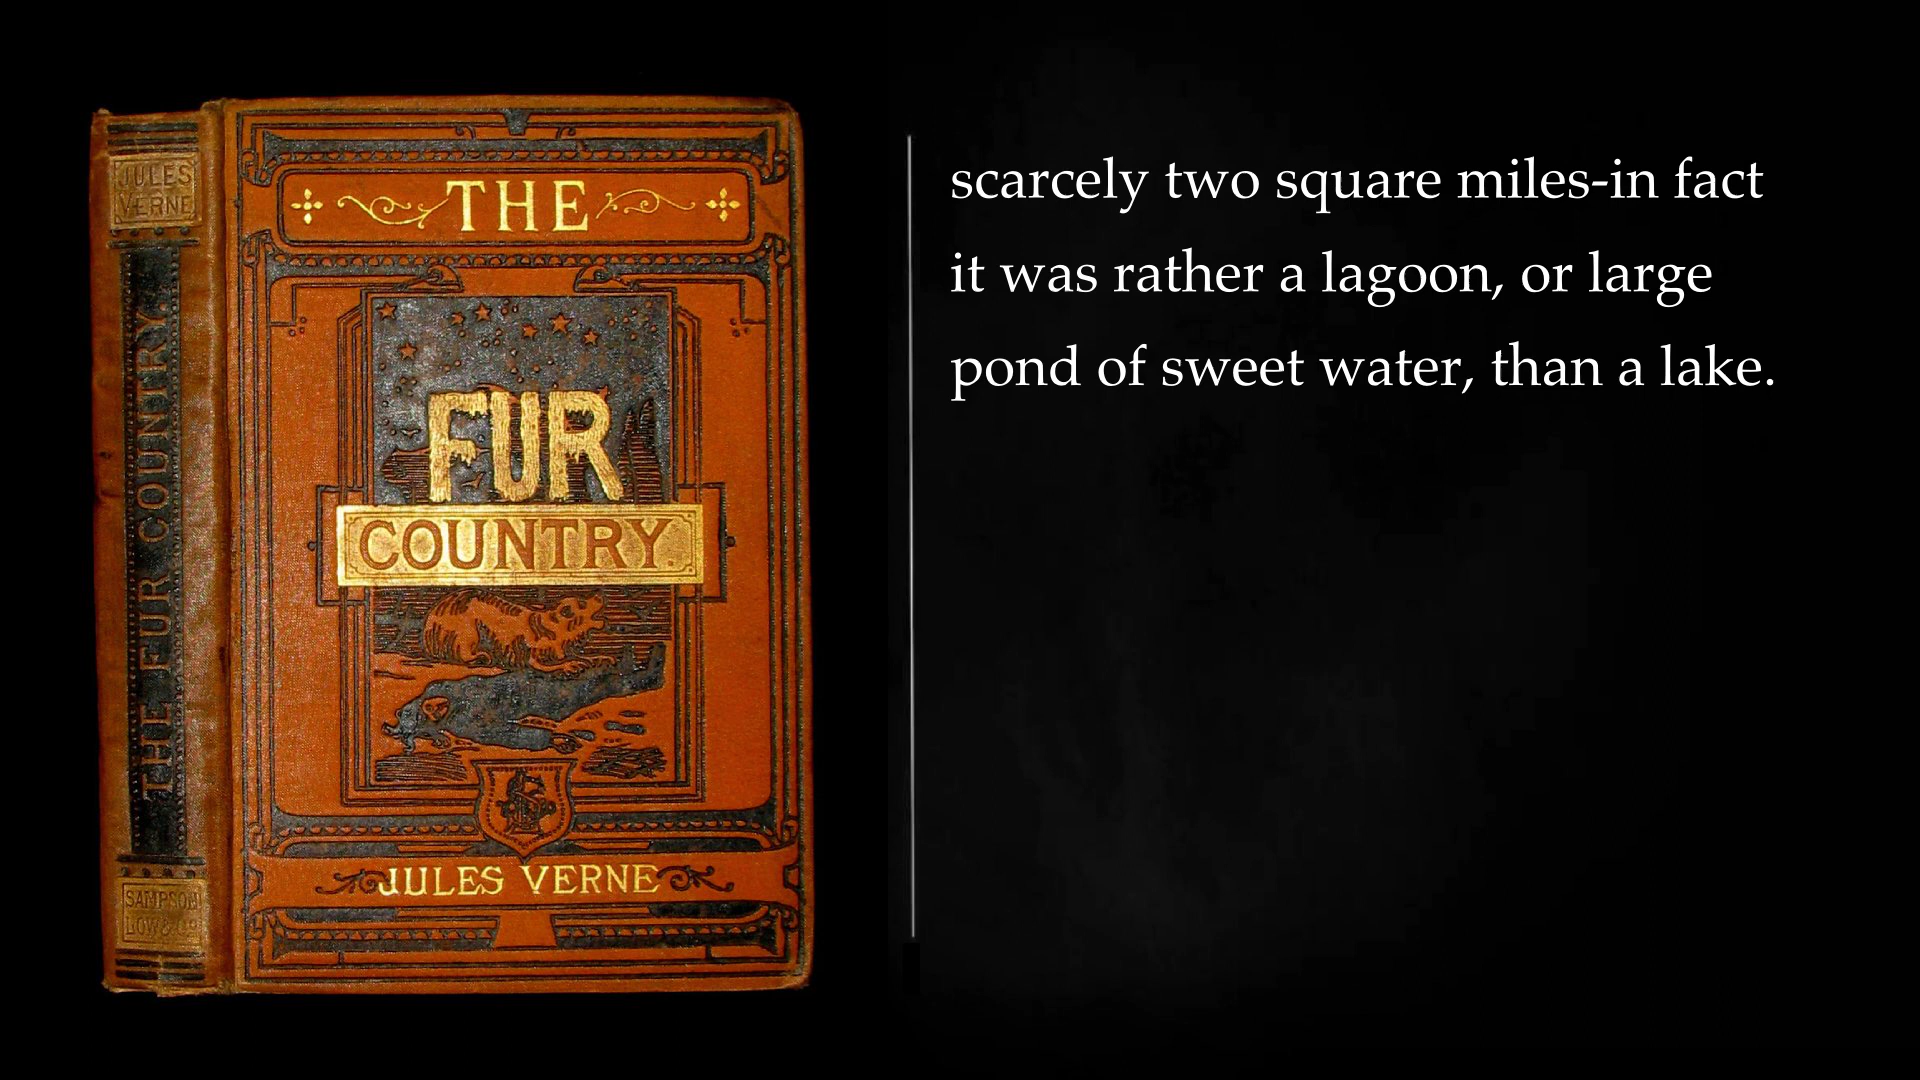 JULES
VERNE
THE FUR COUNTRY.
SAMPSON
LOW & Co
THE
FUR
COUNTRY.
JULES VERNE
scarcely two square miles-in fact
it was rather a lagoon, or large
pond of sweet water, than a lake.